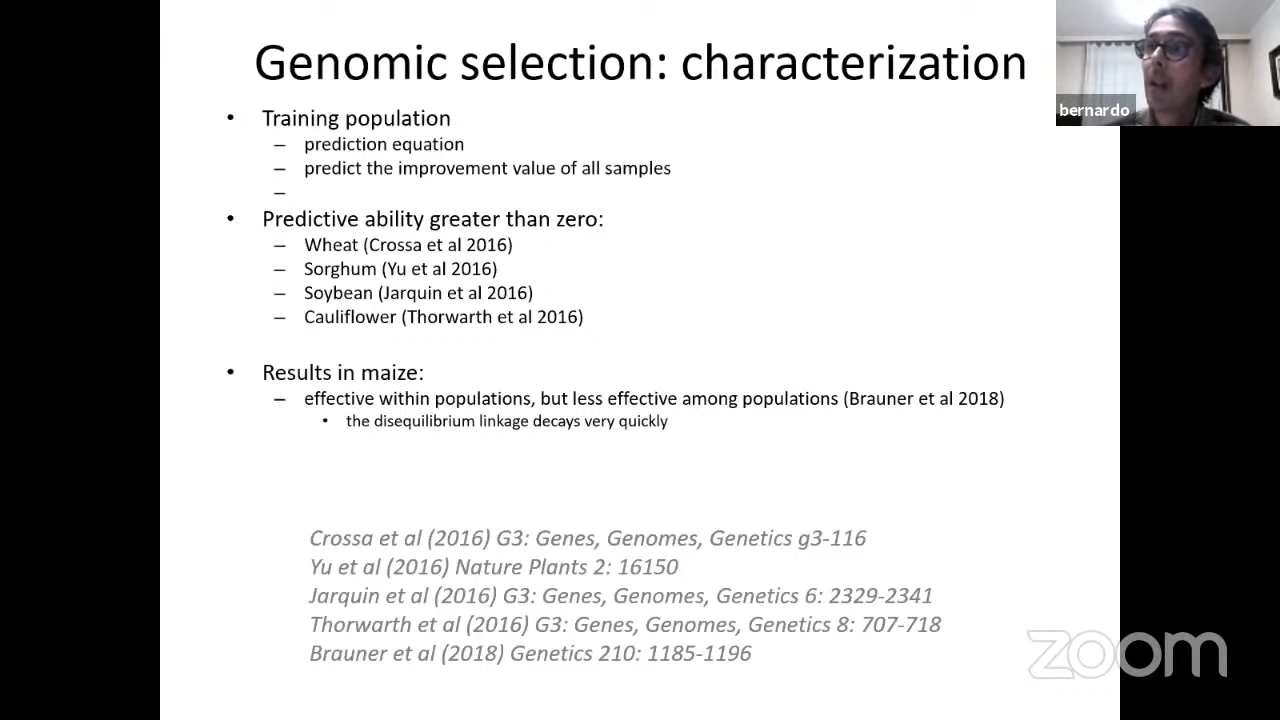 Genomic selection: characterization
• Training population
– prediction equation
– predict the improvement value of all samples
–
• Predictive ability greater than zero:
– Wheat (Crossa et al 2016)
– Sorghum (Yu et al 2016)
– Soybean (Jarquin et al 2016)
– Cauliflower (Thorwarth et al 2016)
• Results in maize:
– effective within populations, but less effective among populations (Brauner et al 2018)
• the disequilibrium linkage decays very quickly
Crossa et al (2016) G3: Genes, Genomes, Genetics g3-116
Yu et al (2016) Nature Plants 2: 16150
Jarquin et al (2016) G3: Genes, Genomes, Genetics 6: 2329-2341
Thorwarth et al (2016) G3: Genes, Genomes, Genetics 8: 707-718
Brauner et al (2018) Genetics 210: 1185-1196
bernardo
zoom